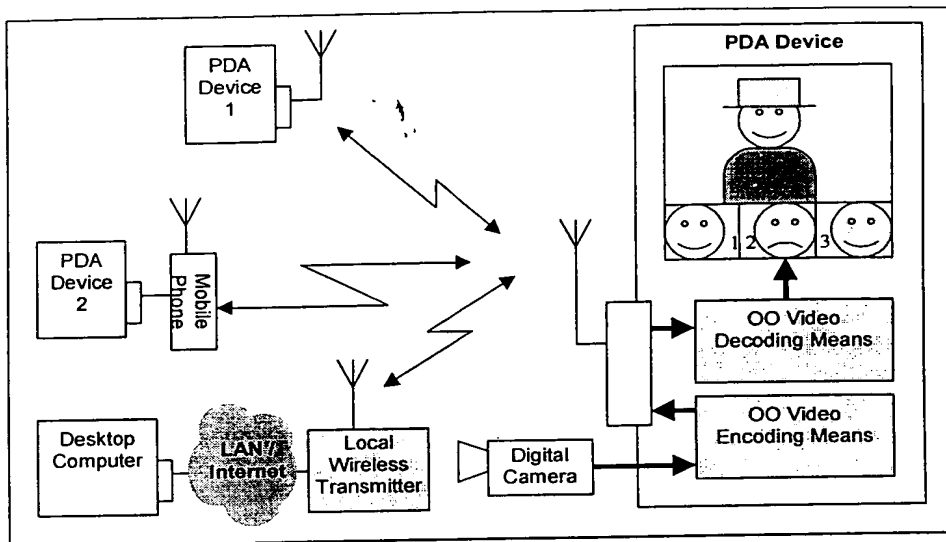 PDA Device
PDA
Device
1
1
2
3
PDA
Device
2
Mobile
Phone
OO Video
Decoding Means
OO Video
Encoding Means
Desktop
Computer
LAN /
Internet
Local
Wireless
Transmitter
Digital
Camera